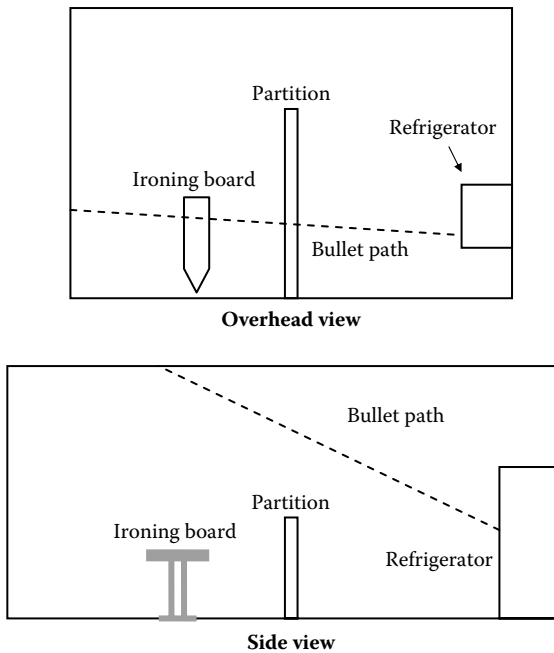 Partition
Refrigerator
Ironing board
Bullet path
Overhead view
Bullet path
Partition
Ironing board
Refrigerator
Side view